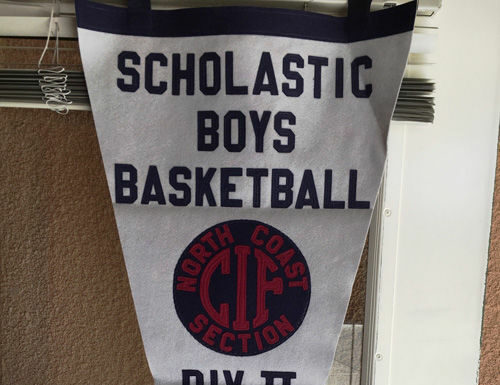 SCHOLASTIC
BOYS
BASKETBALL
NORTH COAST
CIF
SECTION
DIV II